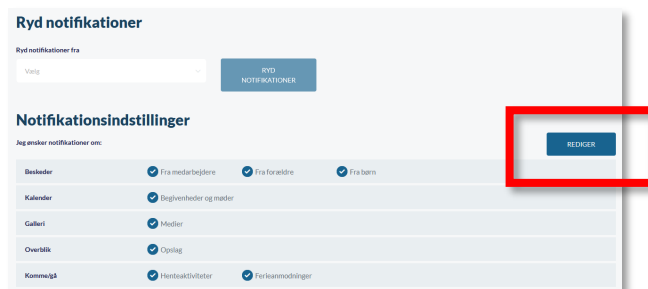 Ryd notifikationer
Ryd notifikationer fra
Vælg
RYD
NOTIFIKATIONER
Notifikationsindstillinger
Jeg ønsker notifikationer om:
REDIGER
Beskeder Fra medarbejdere Fra forældre Fra børn
Kalender Begivenheder og møder
Galleri Medier
Overblik Opslag
Komme/gå Henteaktiviteter Ferieanmodninger